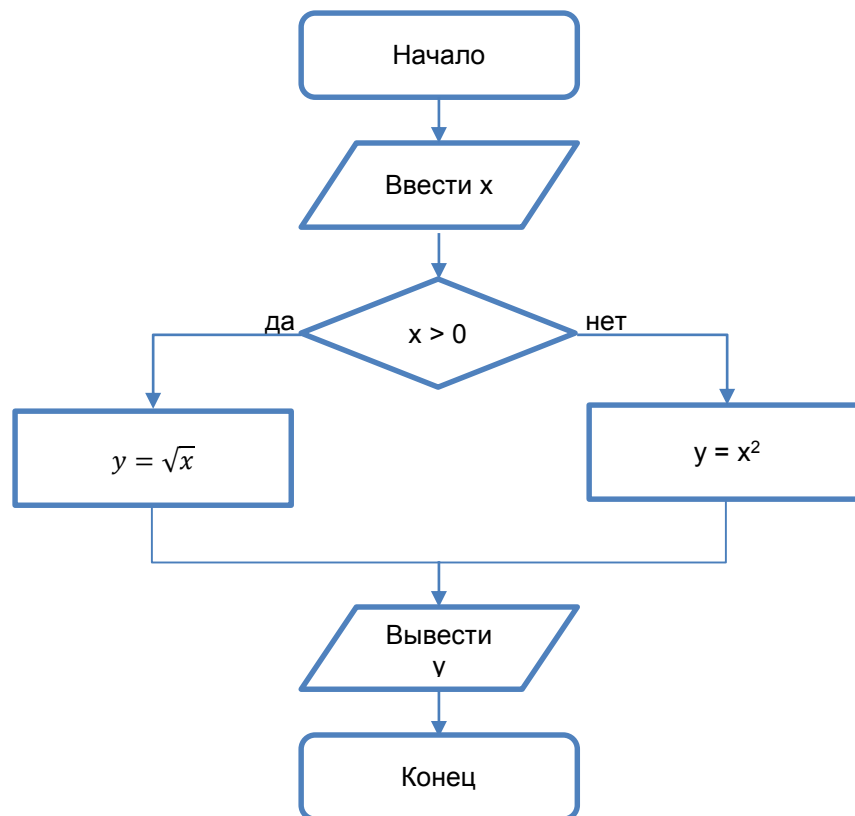 Начало
Ввести x
да
x > 0
нет
y = √x
y = x²
Вывести
y
Конец